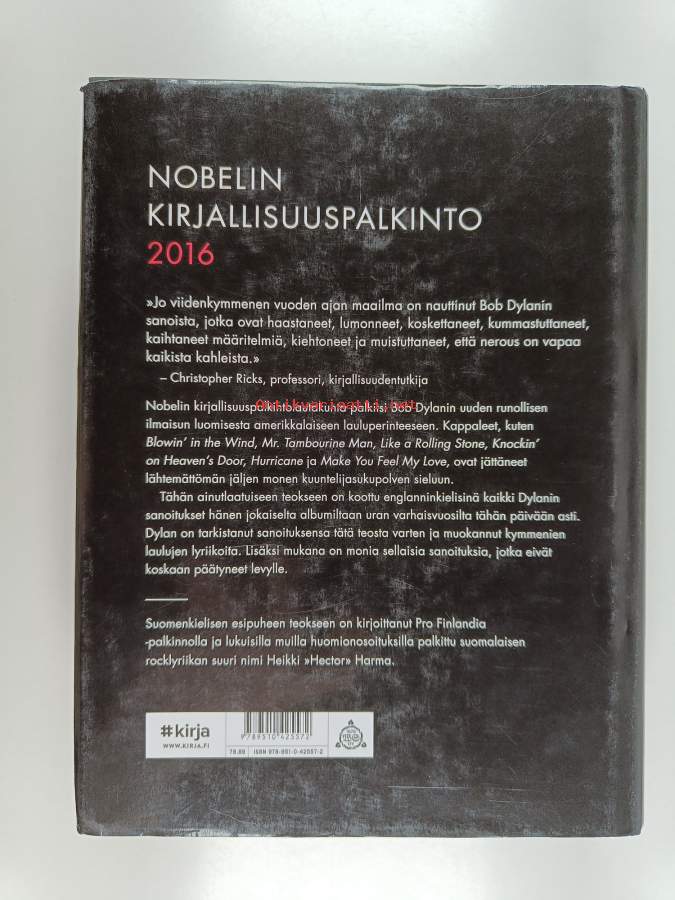 NOBELIN
KIRJALLISUUSPALKINTO
2016
»Jo viidenkymmenen vuoden ajan maailma on nauttinut Bob Dylanin
sanoista, jotka ovat haastaneet, lumonneet, koskettaneet, kummastuttaneet,
kaihtaneet määritelmiä, kiehtoneet ja muistuttaneet, että nerous on vapaa
kaikista kahleista.»
– Christopher Ricks, professori, kirjallisuudentutkija
Antikvariaatti.net
Nobelin kirjallisuuspalkintolautakunta palkitsi Bob Dylanin uuden runollisen
ilmaisun luomisesta amerikkalaiseen lauluperinteeseen. Kappaleet, kuten
Blowin' in the Wind, Mr. Tambourine Man, Like a Rolling Stone, Knockin'
on Heaven's Door, Hurricane ja Make You Feel My Love, ovat jättäneet
lähtemättömän jäljen monen kuuntelijasukupolven sieluun.
Tähän ainutlaatuiseen teokseen on koottu englanninkielisinä kaikki Dylanin
sanoitukset hänen jokaiselta albumiltaan uran varhaisvuosilta tähän päivään asti.
Dylan on tarkistanut sanoituksensa tätä teosta varten ja muokannut kymmenien
laulujen lyriikoita. Lisäksi mukana on monia sellaisia sanoituksia, jotka eivät
koskaan päätyneet levylle.
Suomenkielisen esipuheen teokseen on kirjoittanut Pro Finlandia
-palkinnolla ja lukuisilla muilla huomionosoituksilla palkittu suomalaisen
rocklyriikan suuri nimi Heikki »Hector» Harma.
#kirja
WWW.KIRJA.FI
9789510425572
78.89
ISBN 978-951-0-42557-2